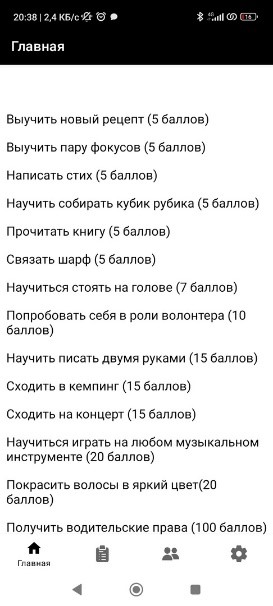 20:38 | 2,4 КБ/с
4G
16
Главная
Выучить новый рецепт (5 баллов)
Выучить пару фокусов (5 баллов)
Написать стих (5 баллов)
Научить собирать кубик рубика (5 баллов)
Прочитать книгу (5 баллов)
Связать шарф (5 баллов)
Научиться стоять на голове (7 баллов)
Попробовать себя в роли волонтера (10
баллов)
Научить писать двумя руками (15 баллов)
Сходить в кемпинг (15 баллов)
Сходить на концерт (15 баллов)
Научиться играть на любом музыкальном
инструменте (20 баллов)
Покрасить волосы в яркий цвет(20
баллов)
Получить водительские права (100 баллов)
Главная